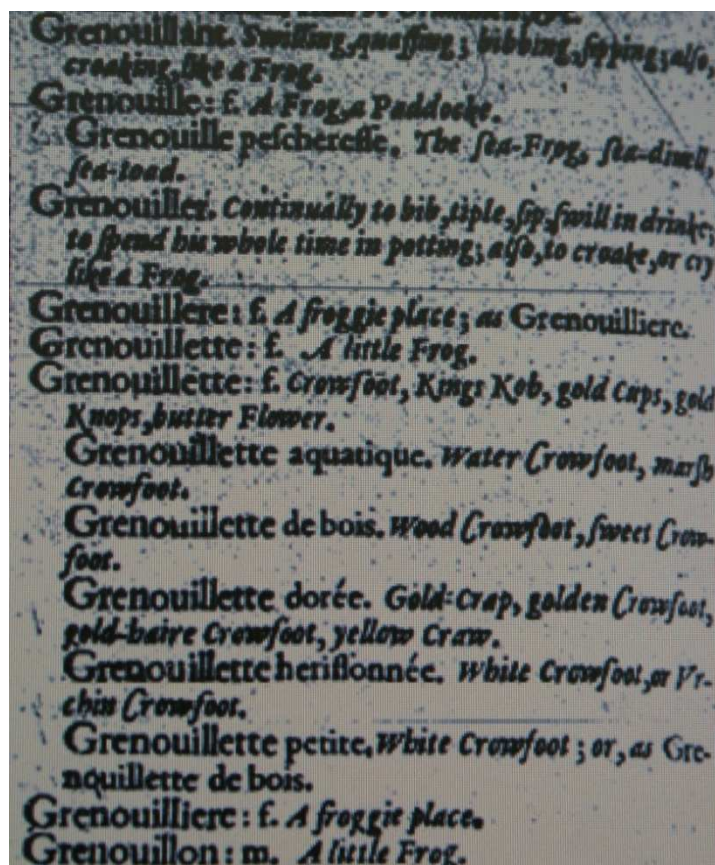 Grenouillant. Swilling, quaffing; bibbing, sipping; also,
croaking, like a Frog.
Grenouille: f. A Frog, a Paddocke.
Grenouille pescheresse. The sea-Frog, sea-divell,
sea-toad.
Grenouiller. Continually to bib, tiple, sip, swill in drinke;
to spend his whole time in potting; also, to croake, or cry
like a Frog.
Grenouillere: f. A froggie place; as Grenouilliere.
Grenouillette: f. A little Frog.
Grenouillette: f. Crowfoot, Kings Kob, gold Cups, gold
Knops, butter Flower.
Grenouillette aquatique. Water Crowfoot, marsh
Crowfoot.
Grenouillette de bois. Wood Crowfoot, sweet Crow-
foot.
Grenouillette dorée. Gold-Crap, golden Crowfoot,
gold-haire Crowfoot, yellow Craw.
Grenouillette herissonnée. White Crowfoot, or Vr-
chin Crowfoot.
Grenouillette petite. White Crowfoot; or, as Gre-
nouillette de bois.
Grenouilliere: f. A froggie place.
Grenouillon: m. A little Frog.